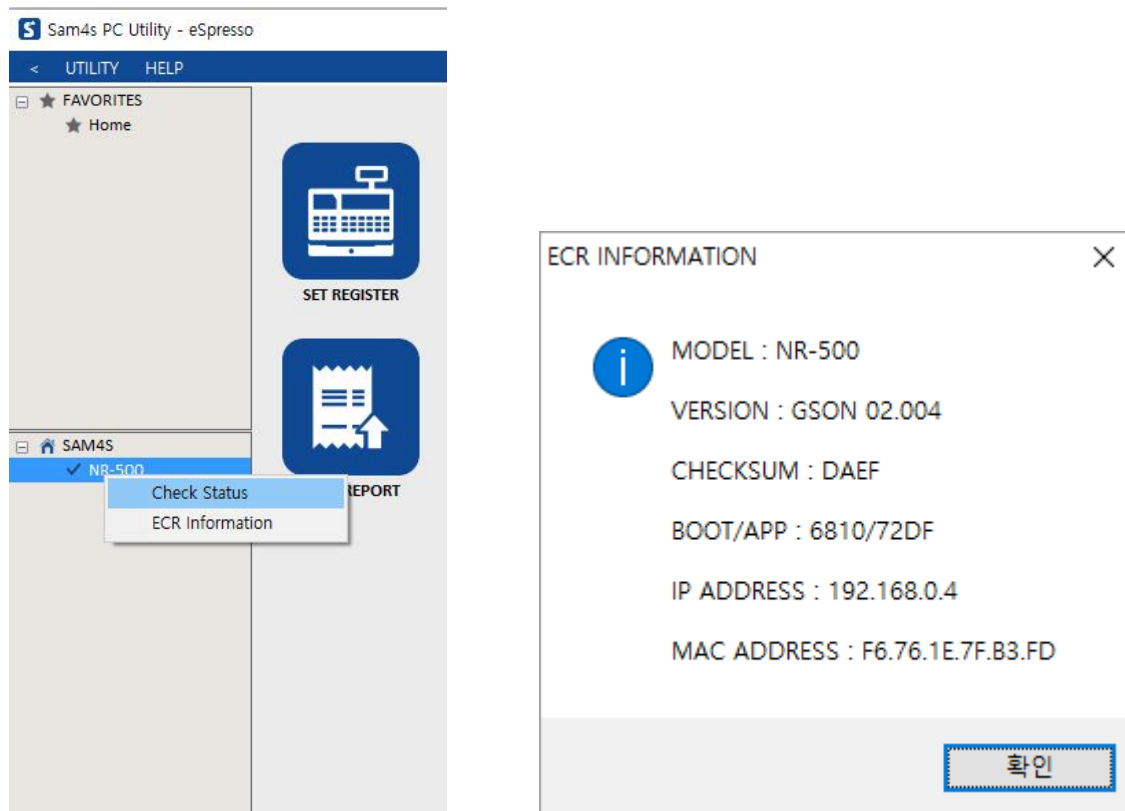 Sam4s PC Utility - eSpresso
< UTILITY HELP
FAVORITES
Home
SET REGISTER
SAM4S
NR-500
Check Status
ECR Information
REPORT
ECR INFORMATION
MODEL : NR-500
VERSION : GSON 02.004
CHECKSUM : DAEF
BOOT/APP : 6810/72DF
IP ADDRESS : 192.168.0.4
MAC ADDRESS : F6.76.1E.7F.B3.FD
확인